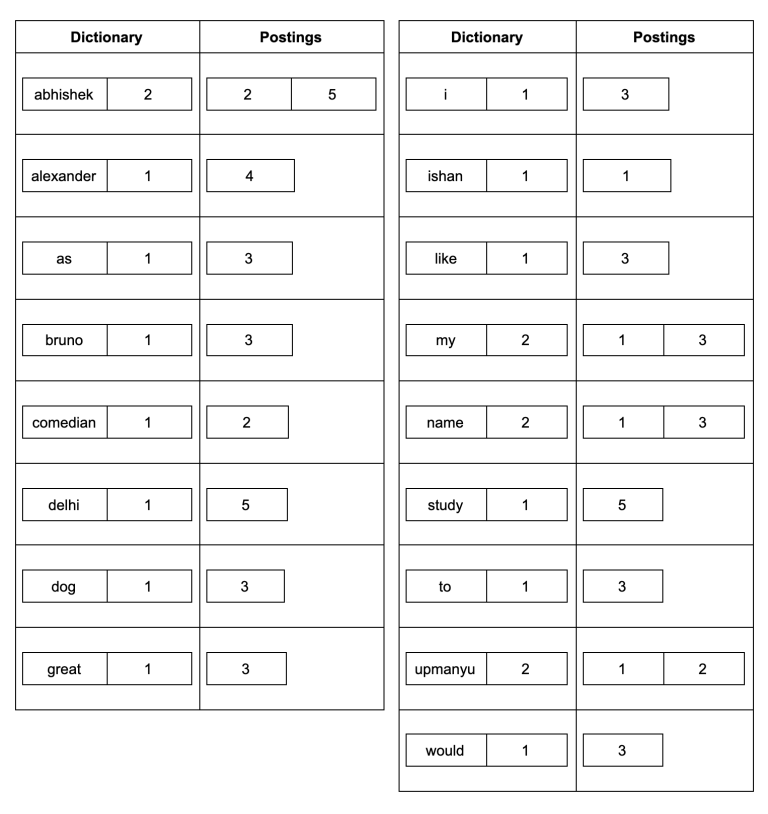 Dictionary Postings
abhishek 2 2 5
alexander 1 4
as 1 3
bruno 1 3
comedian 1 2
delhi 1 5
dog 1 3
great 1 3
Dictionary Postings
i 1 3
ishan 1 1
like 1 3
my 2 1 3
name 2 1 3
study 1 5
to 1 3
upmanyu 2 1 2
would 1 3